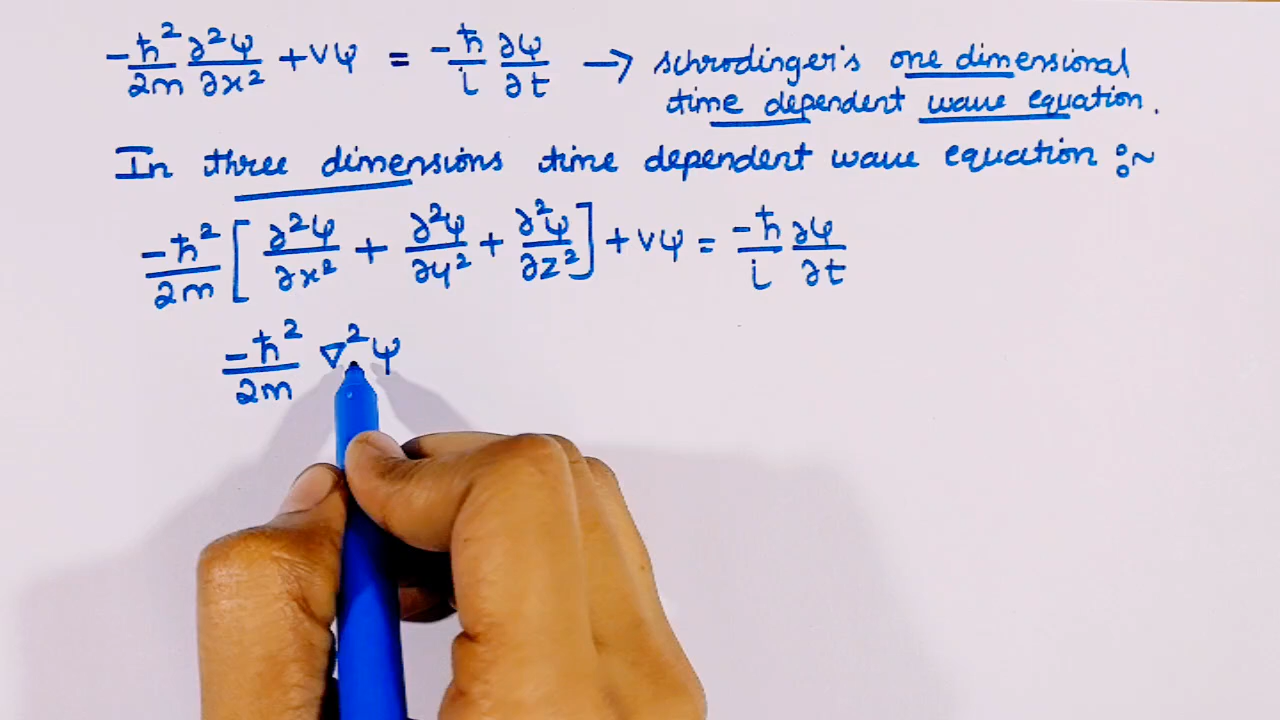 -ħ²/2m ∂²ψ/∂x² + Vψ = -ħ/i ∂ψ/∂t → schrodinger's one dimensional
time dependent wave equation.
In three dimensions time dependent wave equation :~
-ħ²/2m [∂²ψ/∂x² + ∂²ψ/∂y² + ∂²ψ/∂z²] + Vψ = -ħ/i ∂ψ/∂t
-ħ²/2m ∇²ψ